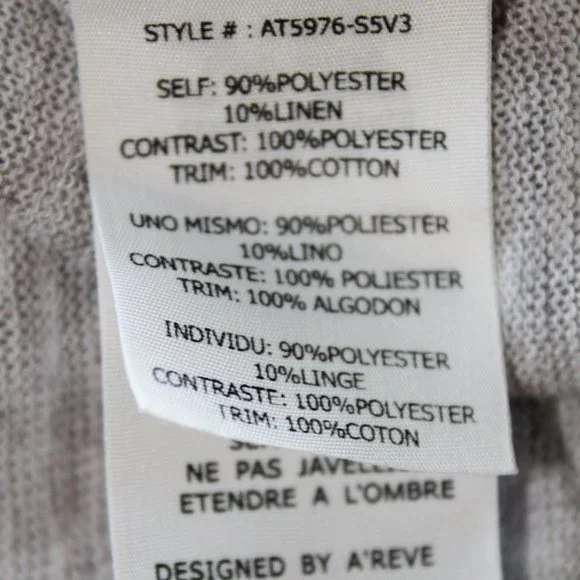 STYLE # : AT5976-S5V3
SELF: 90%POLYESTER
10%LINEN
CONTRAST: 100%POLYESTER
TRIM: 100%COTTON
UNO MISMO: 90%POLIESTER
10%LINO
CONTRASTE: 100% POLIESTER
TRIM: 100% ALGODON
INDIVIDU: 90%POLYESTER
10%LINGE
CONTRASTE: 100%POLYESTER
TRIM: 100%COTON
NE PAS
ETENDRE A L'OMBRE
DESIGNED BY A'REVE